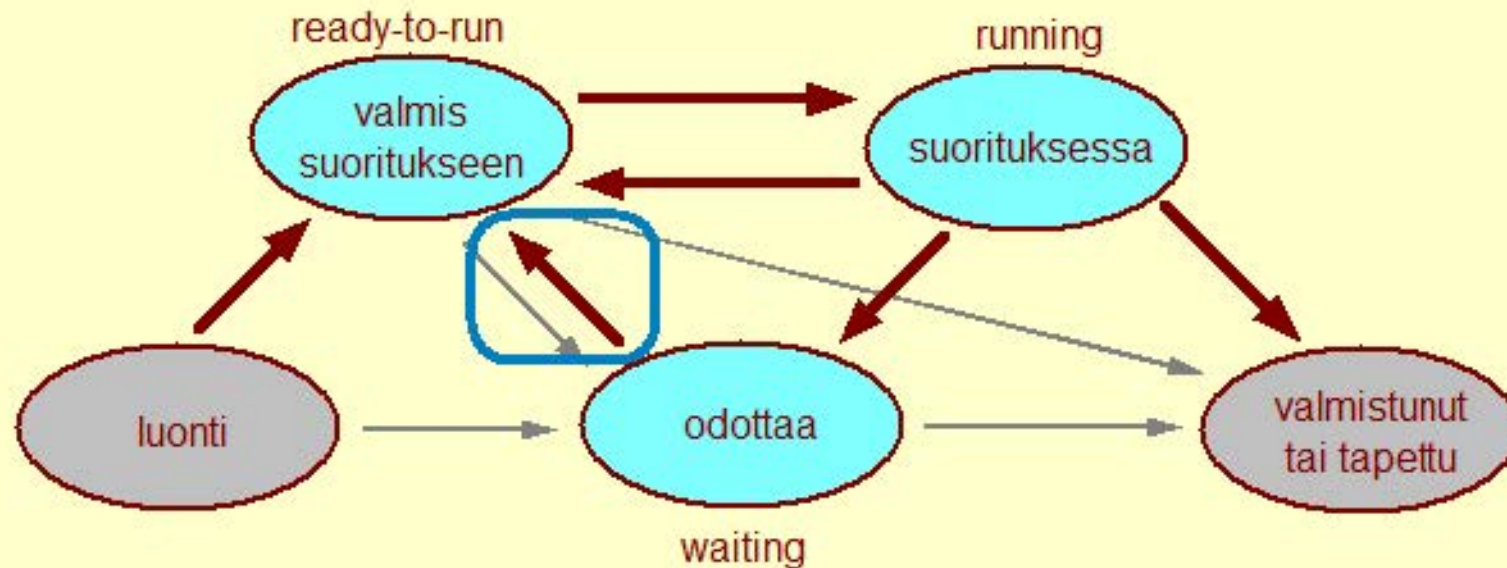 ready-to-run
running
valmis
suoritukseen
suorituksessa
luonti
odottaa
valmistunut
tai tapettu
waiting